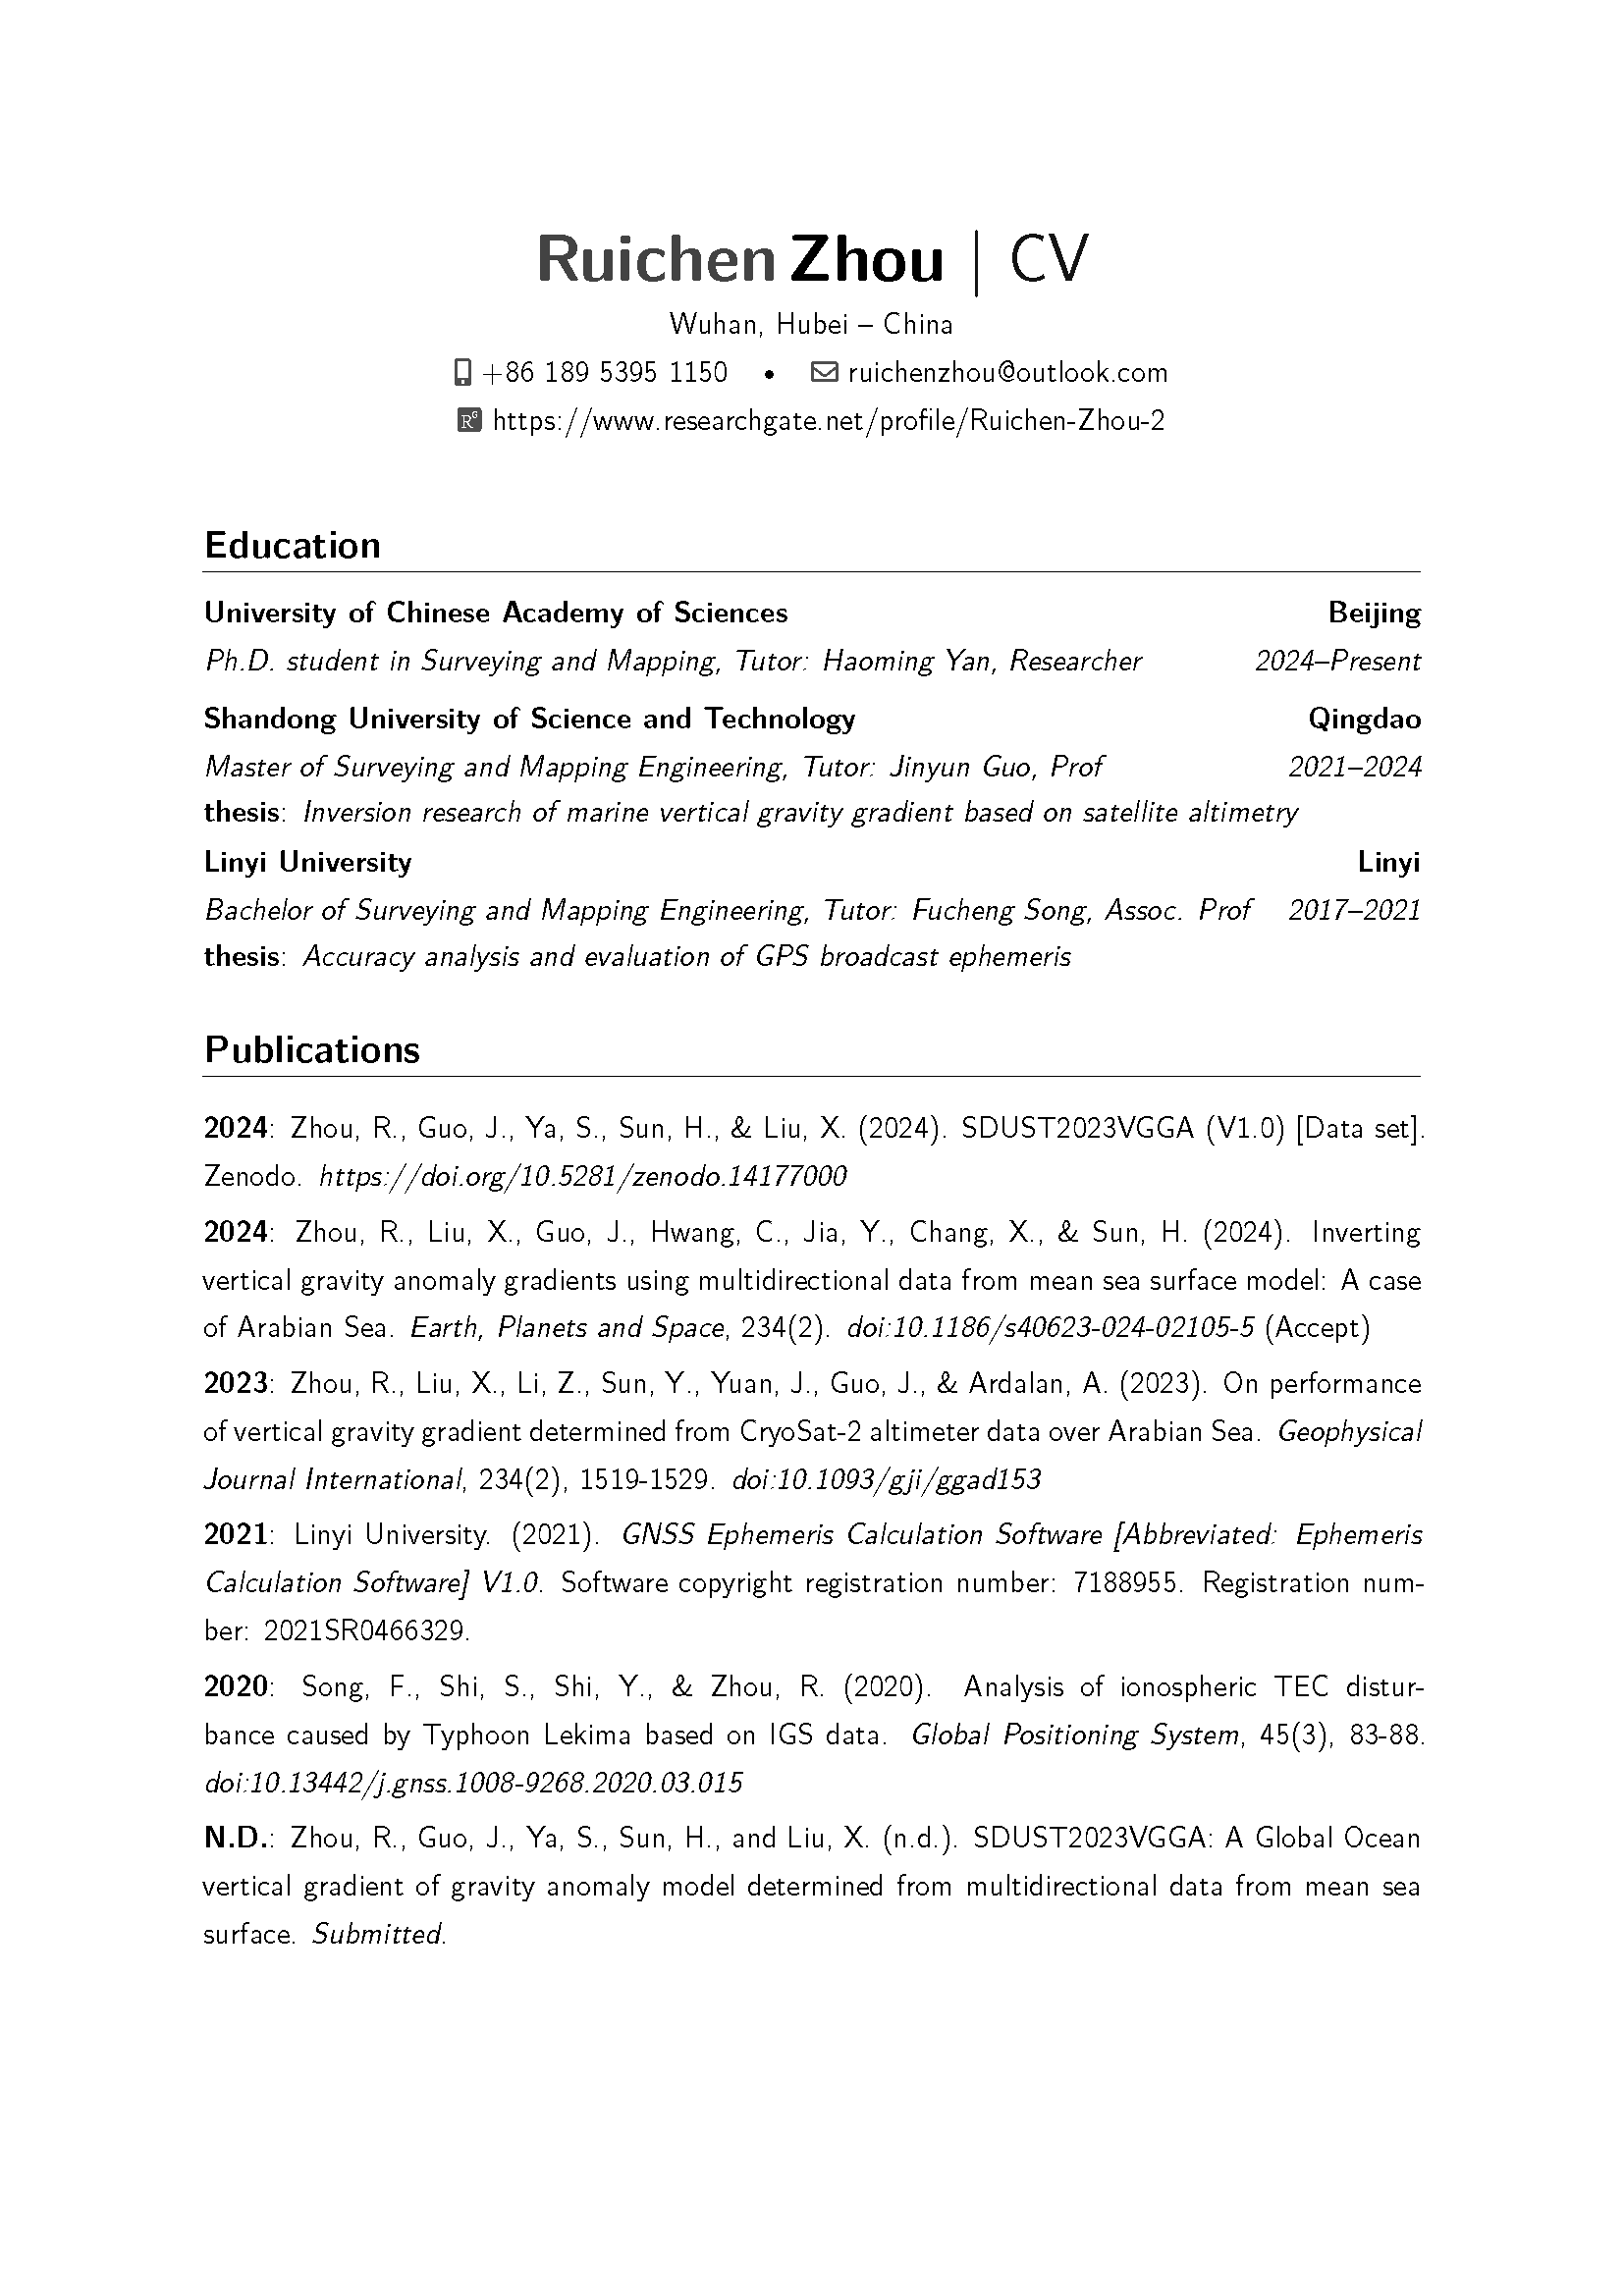 Ruichen Zhou | CV
Wuhan, Hubei – China
+86 189 5395 1150 • ruichenzhou@outlook.com
https://www.researchgate.net/profile/Ruichen-Zhou-2
Education
University of Chinese Academy of Sciences Beijing
Ph.D. student in Surveying and Mapping, Tutor: Haoming Yan, Researcher 2024–Present
Shandong University of Science and Technology Qingdao
Master of Surveying and Mapping Engineering, Tutor: Jinyun Guo, Prof 2021–2024
thesis: Inversion research of marine vertical gravity gradient based on satellite altimetry
Linyi University Linyi
Bachelor of Surveying and Mapping Engineering, Tutor: Fucheng Song, Assoc. Prof 2017–2021
thesis: Accuracy analysis and evaluation of GPS broadcast ephemeris
Publications
2024: Zhou, R., Guo, J., Ya, S., Sun, H., & Liu, X. (2024). SDUST2023VGGA (V1.0) [Data set].
Zenodo. https://doi.org/10.5281/zenodo.14177000
2024: Zhou, R., Liu, X., Guo, J., Hwang, C., Jia, Y., Chang, X., & Sun, H. (2024). Inverting
vertical gravity anomaly gradients using multidirectional data from mean sea surface model: A case
of Arabian Sea. Earth, Planets and Space, 234(2). doi:10.1186/s40623-024-02105-5 (Accept)
2023: Zhou, R., Liu, X., Li, Z., Sun, Y., Yuan, J., Guo, J., & Ardalan, A. (2023). On performance
of vertical gravity gradient determined from CryoSat-2 altimeter data over Arabian Sea. Geophysical
Journal International, 234(2), 1519-1529. doi:10.1093/gji/ggad153
2021: Linyi University. (2021). GNSS Ephemeris Calculation Software [Abbreviated: Ephemeris
Calculation Software] V1.0. Software copyright registration number: 7188955. Registration num-
ber: 2021SR0466329.
2020: Song, F., Shi, S., Shi, Y., & Zhou, R. (2020). Analysis of ionospheric TEC distur-
bance caused by Typhoon Lekima based on IGS data. Global Positioning System, 45(3), 83-88.
doi:10.13442/j.gnss.1008-9268.2020.03.015
N.D.: Zhou, R., Guo, J., Ya, S., Sun, H., and Liu, X. (n.d.). SDUST2023VGGA: A Global Ocean
vertical gradient of gravity anomaly model determined from multidirectional data from mean sea
surface. Submitted.